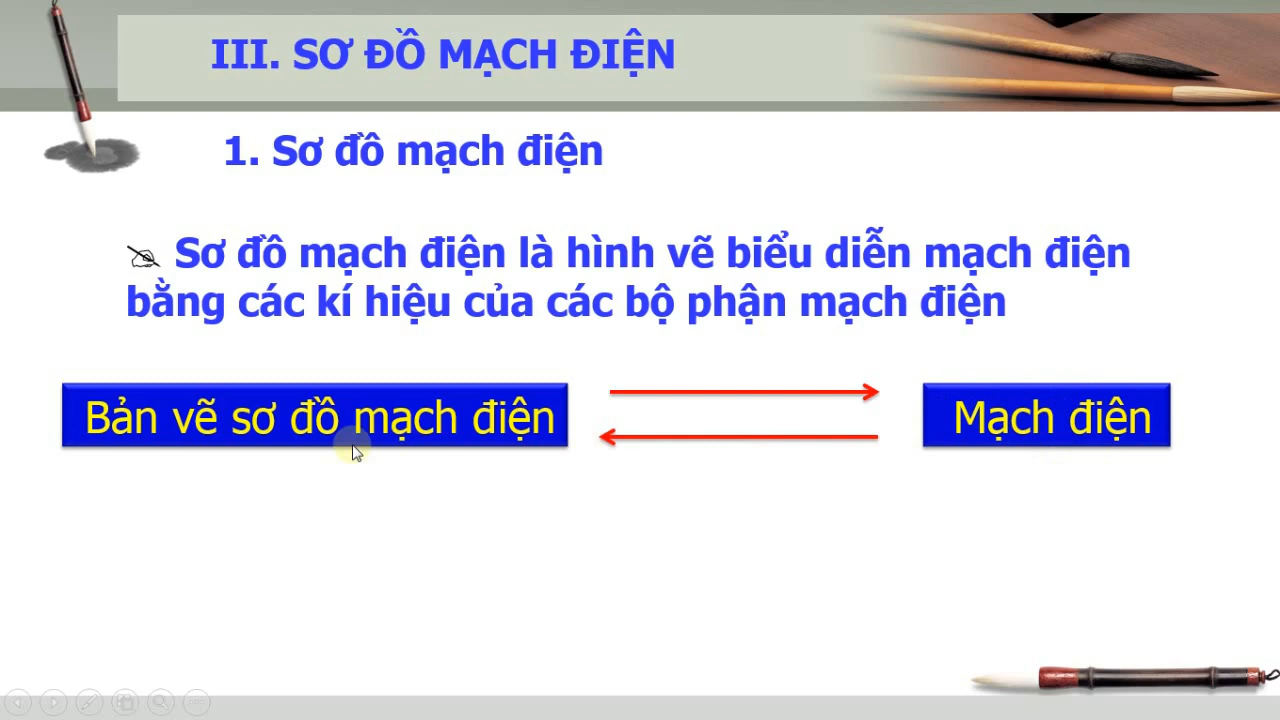 III. SƠ ĐỒ MẠCH ĐIỆN
1. Sơ đồ mạch điện
Sơ đồ mạch điện là hình vẽ biểu diễn mạch điện
bằng các kí hiệu của các bộ phận mạch điện
Bản vẽ sơ đồ mạch điện
Mạch điện